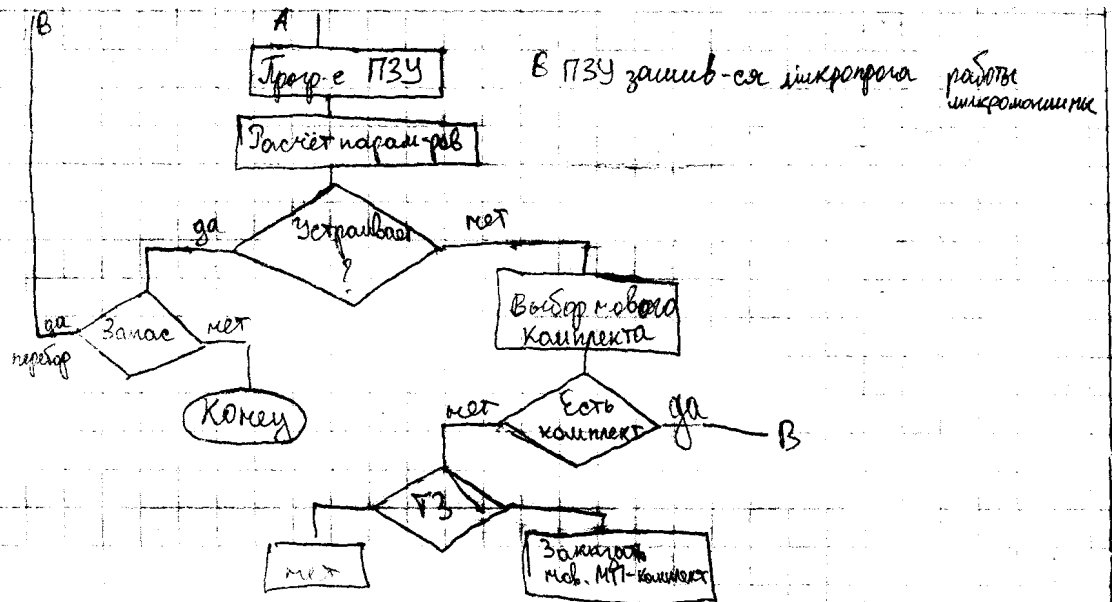 В
А
Прогр-е ПЗУ
В ПЗУ зашив-ся микропрога работы
микромашины
Расчёт парам-ров
да
Устраивает
?
нет
Выбор нового
комплекта
да
перебор
Запас
нет
Конец
нет
Есть
комплект
да
В
ТЗ
нет
Заказать
нов. МП-комплект